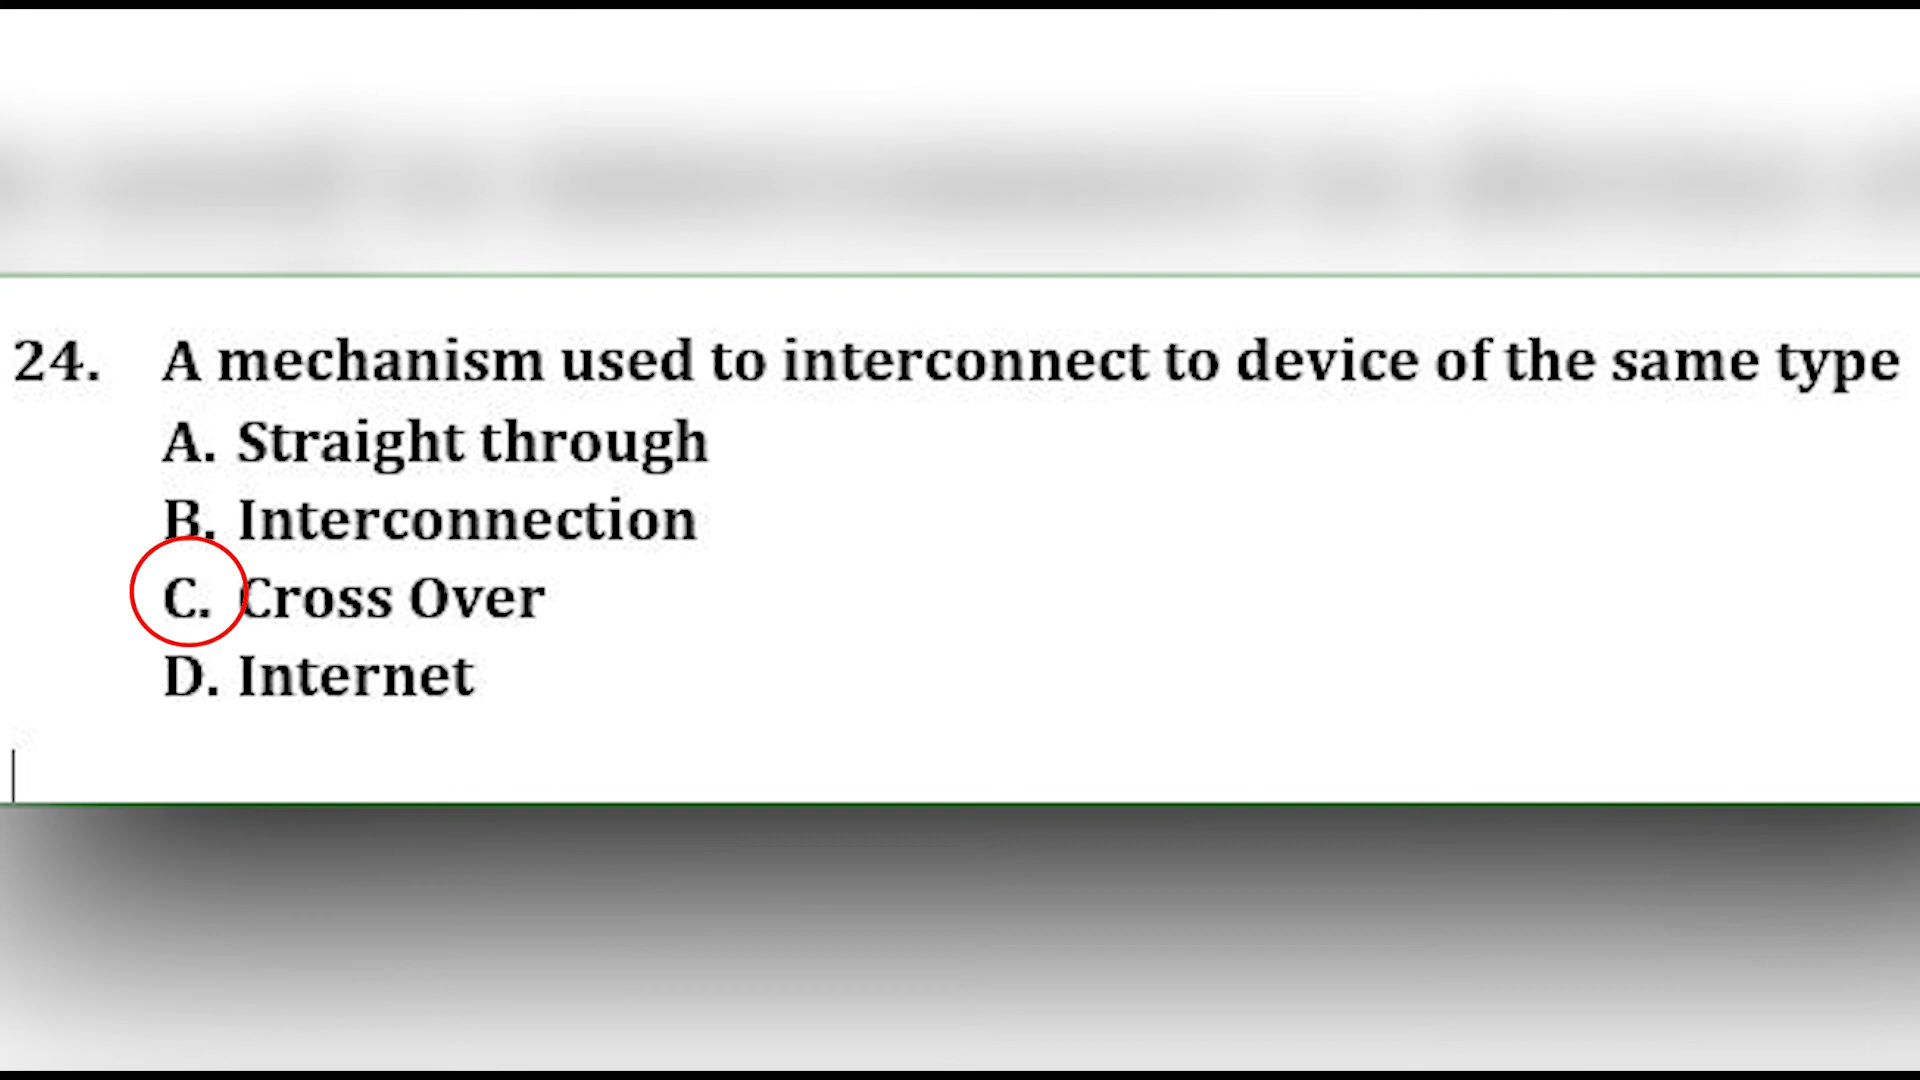 24. A mechanism used to interconnect to device of the same type
A. Straight through
B. Interconnection
C. Cross Over
D. Internet